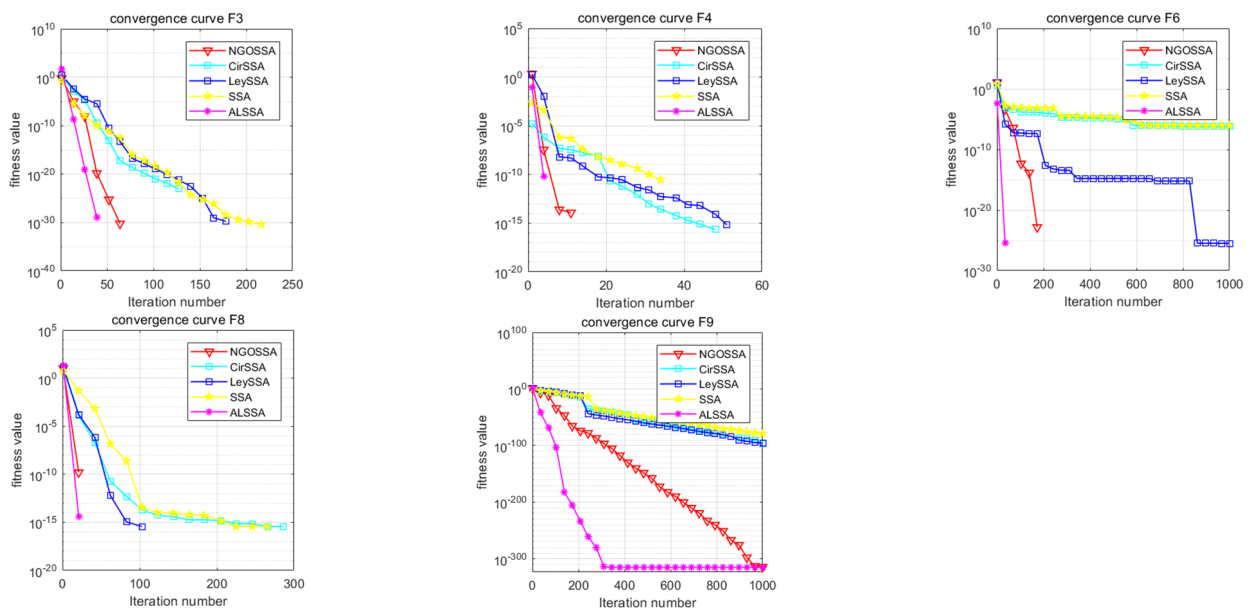 convergence curve F3
10^10
10^0
10^-10
10^-20
10^-30
10^-40
fitness value
NGOSSA
CirSSA
LeySSA
SSA
ALSSA
0 50 100 150 200 250
Iteration number
convergence curve F4
10^5
10^0
10^-5
10^-10
10^-15
10^-20
fitness value
NGOSSA
CirSSA
LeySSA
SSA
ALSSA
0 20 40 60
Iteration number
convergence curve F6
10^10
10^0
10^-10
10^-20
10^-30
fitness value
NGOSSA
CirSSA
LeySSA
SSA
ALSSA
0 200 400 600 800 1000
Iteration number
convergence curve F8
10^5
10^0
10^-5
10^-10
10^-15
10^-20
fitness value
NGOSSA
CirSSA
LeySSA
SSA
ALSSA
0 100 200 300
Iteration number
convergence curve F9
10^100
10^0
10^-100
10^-200
10^-300
fitness value
NGOSSA
CirSSA
LeySSA
SSA
ALSSA
0 200 400 600 800 1000
Iteration number